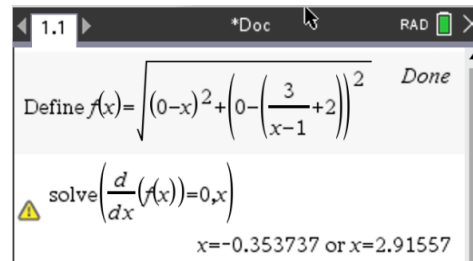 1.1 *Doc RAD
Define f(x)=√((0-x)²+(0-(3/(x-1)+2))²) Done
solve(d/dx(f(x))=0,x)
x=-0.353737 or x=2.91557